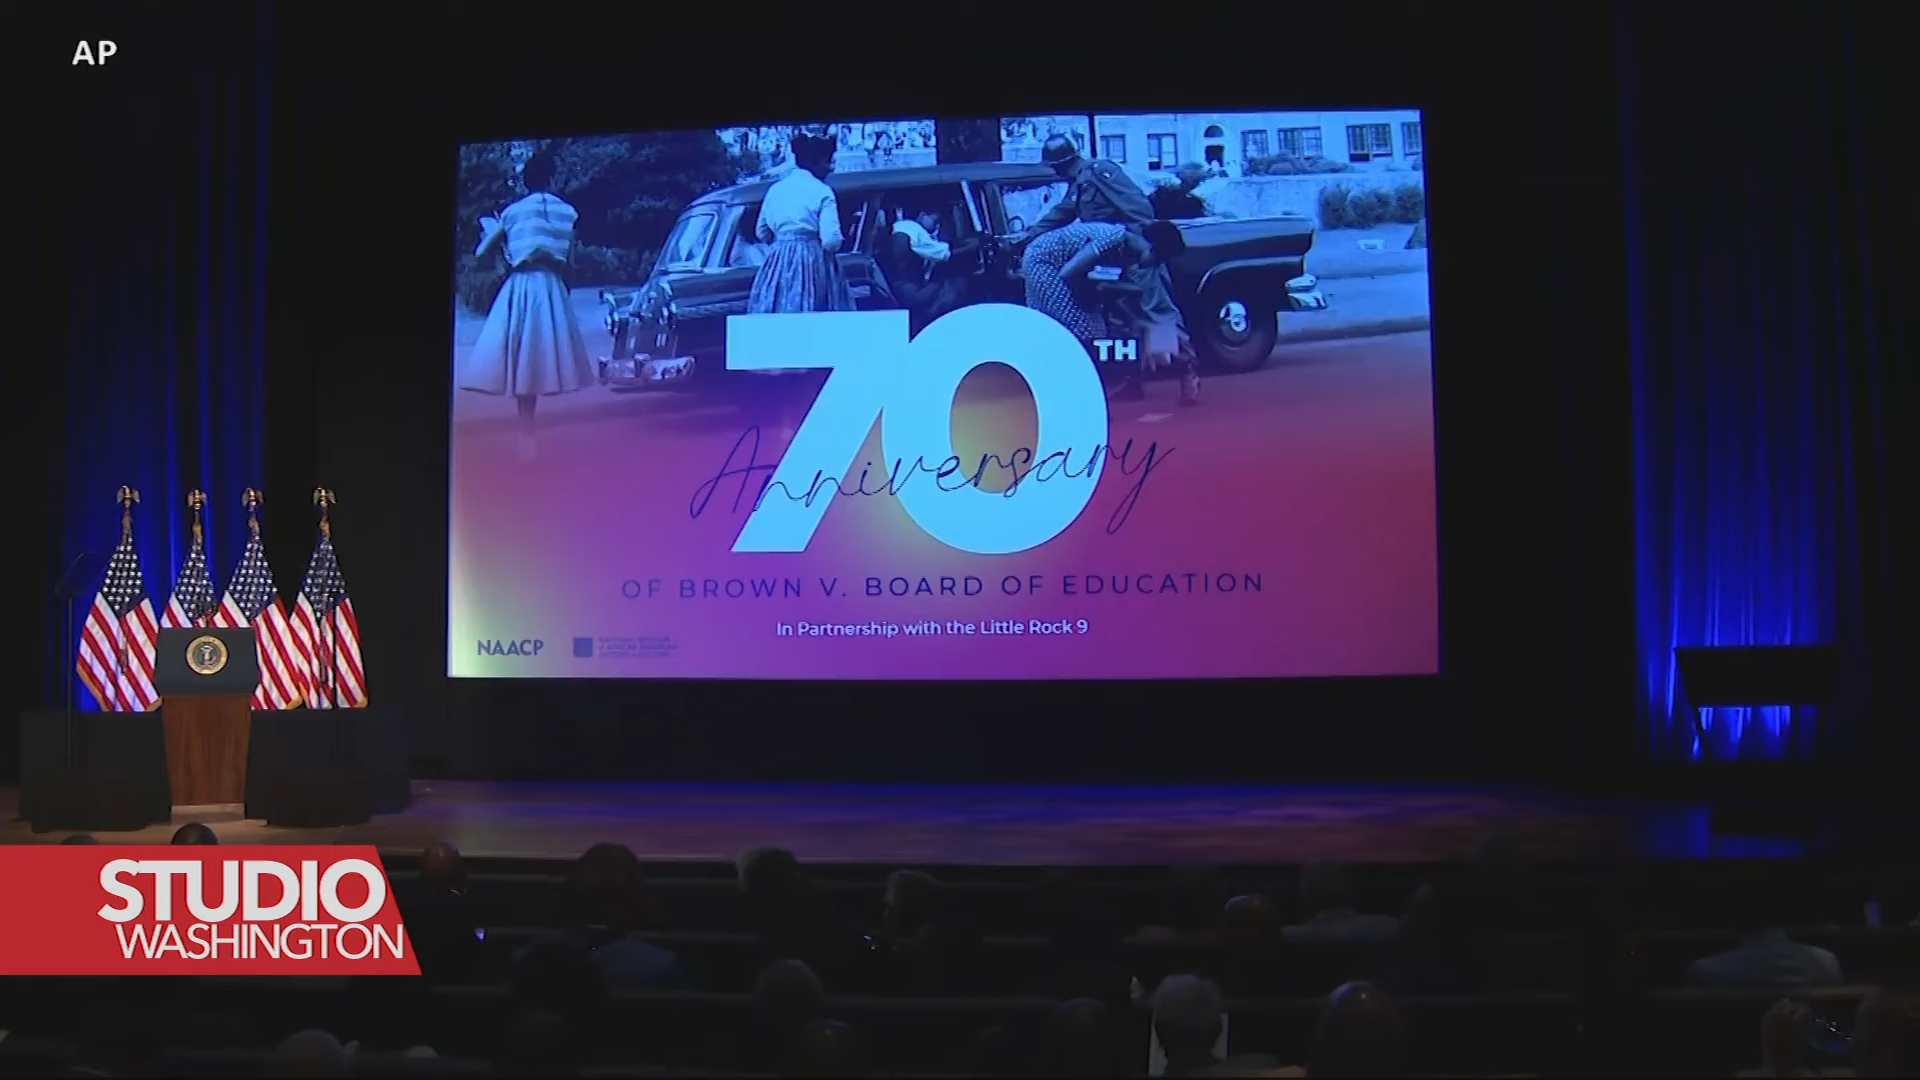 AP
70TH
Anniversary
OF BROWN V. BOARD OF EDUCATION
In Partnership with the Little Rock 9
NAACP
STUDIO
WASHINGTON